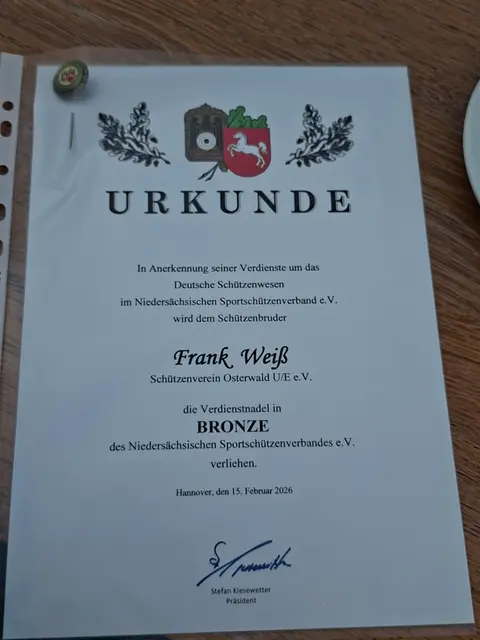 URKUNDE
In Anerkennung seiner Verdienste um das
Deutsche Schützenwesen
im Niedersächsischen Sportschützenverband e.V.
wird dem Schützenbruder
Frank Weiß
Schützenverein Osterwald U/E e.V.
die Verdienstnadel in
BRONZE
des Niedersächsischen Sportschützenverbandes e.V.
verliehen.
Hannover, den 15. Februar 2026
Stefan Kiesewetter
Präsident